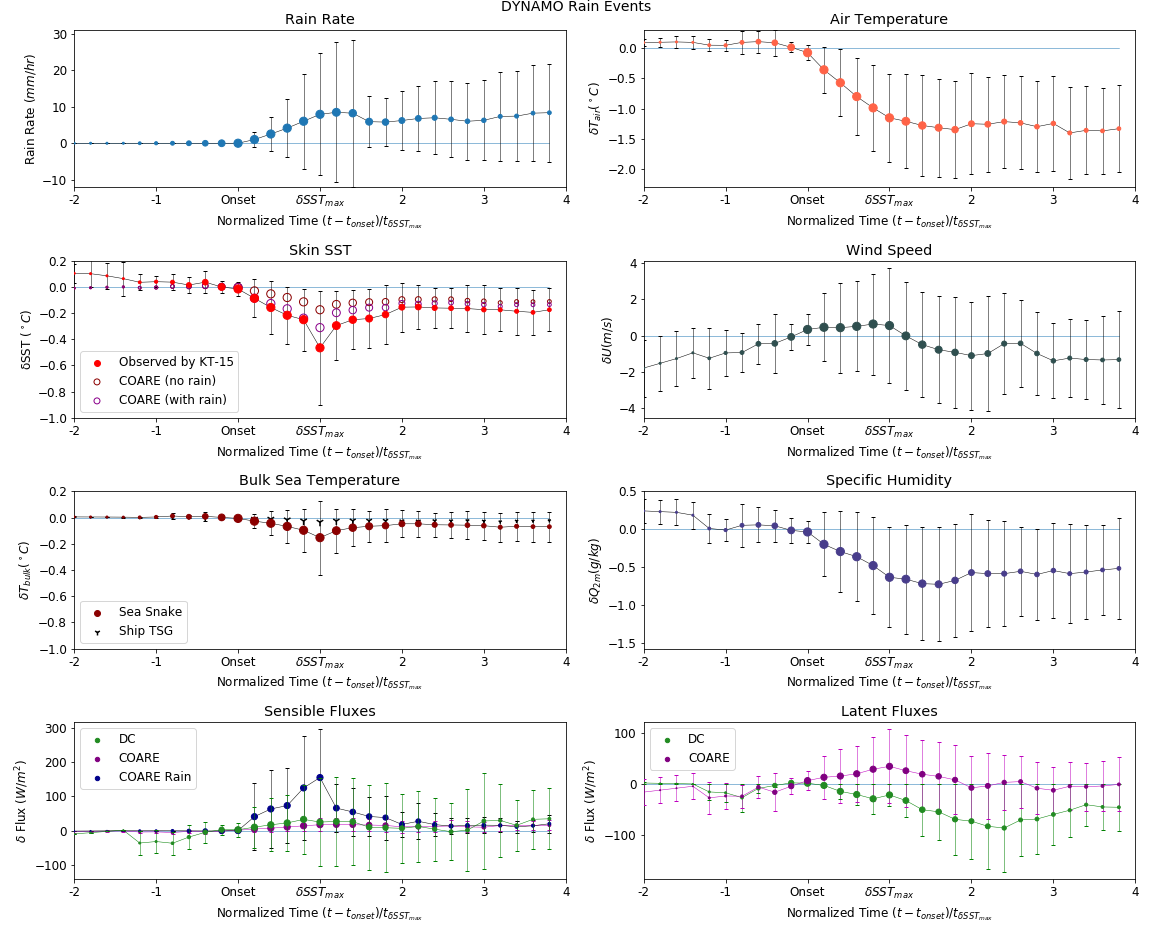 DYNAMO Rain Events
Rain Rate
Rain Rate (mm/hr)
30
20
10
0
−10
-2 -1 Onset δSST_max 2 3 4
Normalized Time (t − t_onset)/t_δSST_max
Air Temperature
δT_air(°C)
0.0
−0.5
−1.0
−1.5
−2.0
-2 -1 Onset δSST_max 2 3 4
Normalized Time (t − t_onset)/t_δSST_max
Skin SST
δSST (°C)
0.2
0.0
−0.2
−0.4
−0.6
−0.8
−1.0
Observed by KT-15
COARE (no rain)
COARE (with rain)
-2 -1 Onset δSST_max 2 3 4
Normalized Time (t − t_onset)/t_δSST_max
Wind Speed
δU(m/s)
4
2
0
−2
−4
-2 -1 Onset δSST_max 2 3 4
Normalized Time (t − t_onset)/t_δSST_max
Bulk Sea Temperature
δT_bulk(°C)
0.2
0.0
−0.2
−0.4
−0.6
−0.8
−1.0
Sea Snake
Ship TSG
-2 -1 Onset δSST_max 2 3 4
Normalized Time (t − t_onset)/t_δSST_max
Specific Humidity
δQ_2m(g/kg)
0.5
0.0
−0.5
−1.0
−1.5
-2 -1 Onset δSST_max 2 3 4
Normalized Time (t − t_onset)/t_δSST_max
Sensible Fluxes
δ Flux (W/m²)
300
200
100
0
−100
DC
COARE
COARE Rain
-2 -1 Onset δSST_max 2 3 4
Normalized Time (t − t_onset)/t_δSST_max
Latent Fluxes
δ Flux (W/m²)
100
0
−100
DC
COARE
-2 -1 Onset δSST_max 2 3 4
Normalized Time (t − t_onset)/t_δSST_max